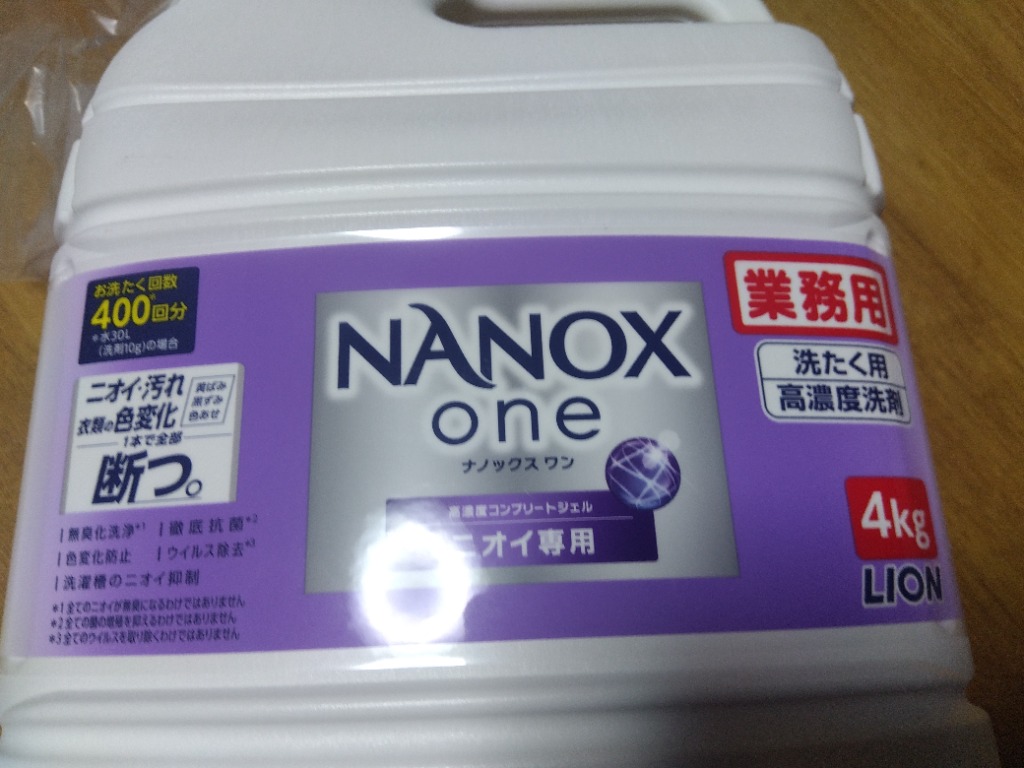 お洗たく回数
400*回分
*水30L
(洗剤10g)の場合
ニオイ・汚れ
衣類の色変化
黄ばみ
黒ずみ
色あせ
1本で全部
断つ。
無臭化洗浄*1
徹底抗菌*2
色変化防止
ウイルス除去*3
洗濯槽のニオイ抑制
*1 全てのニオイが無臭になるわけではありません
*2 全ての菌の増殖を抑えるわけではありません
*3 全てのウイルスを取り除くわけではありません
NANOX
one
ナノックス ワン
高濃度コンプリートジェル
ニオイ専用
業務用
洗たく用
高濃度洗剤
4kg
LION